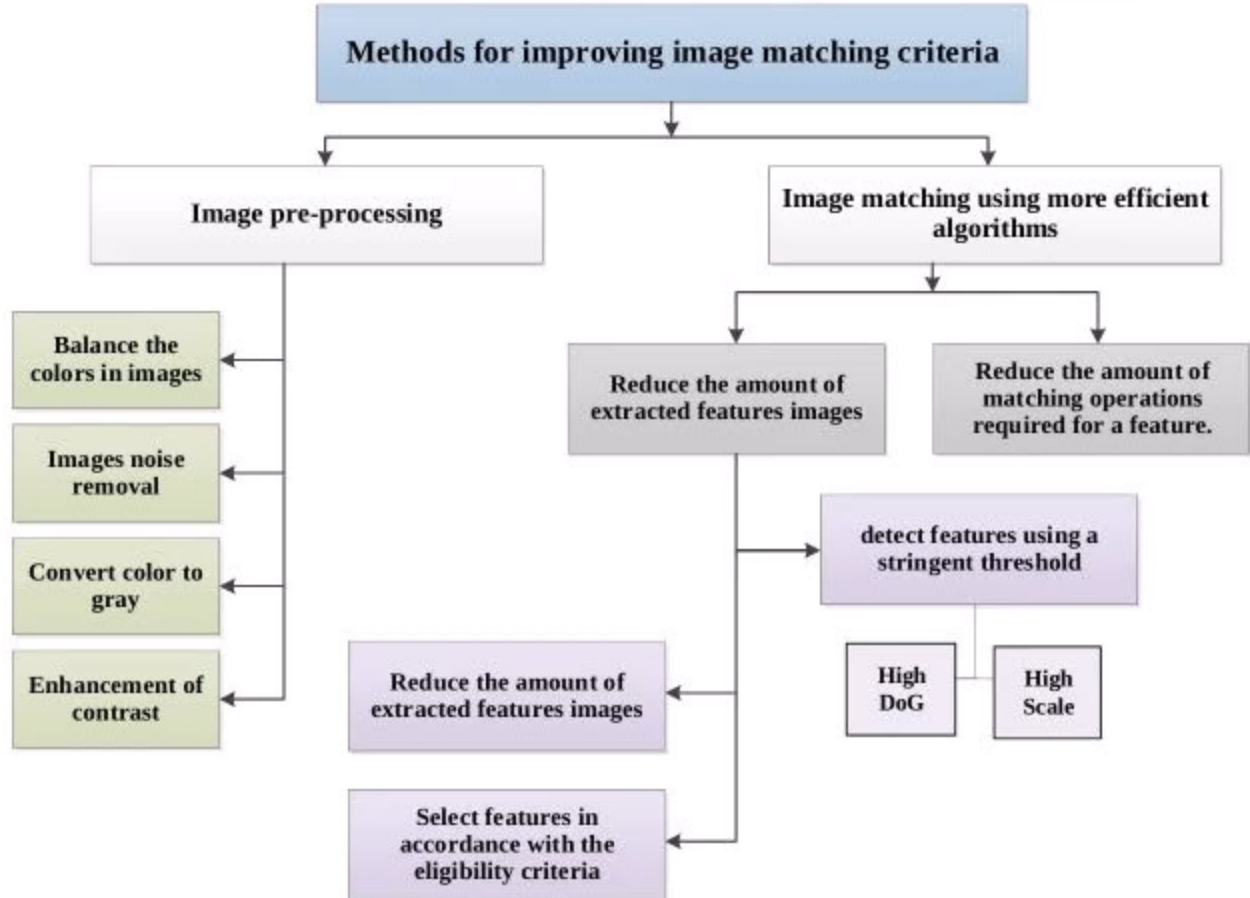 Methods for improving image matching criteria
Image pre-processing
Image matching using more efficient
algorithms
Balance the
colors in images
Images noise
removal
Convert color to
gray
Enhancement of
contrast
Reduce the amount of
extracted features images
Reduce the amount of
matching operations
required for a feature.
detect features using a
stringent threshold
High
DoG
High
Scale
Reduce the amount of
extracted features images
Select features in
accordance with the
eligibility criteria